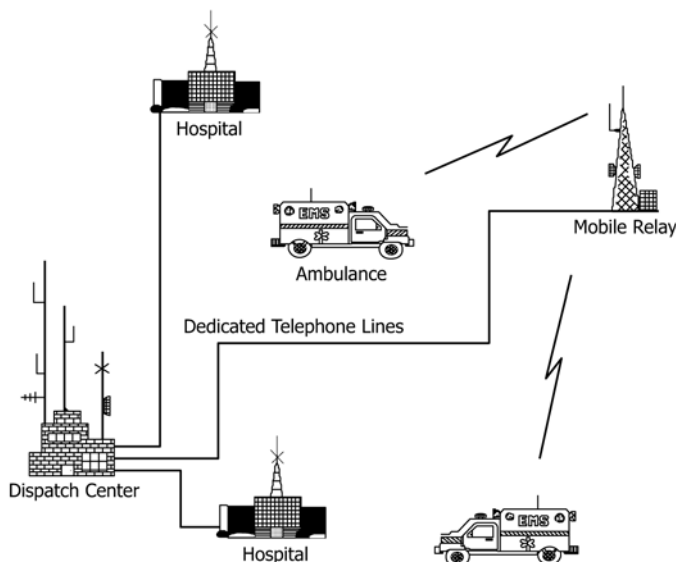 Hospital
EMS
Mobile Relay
Ambulance
Dedicated Telephone Lines
Dispatch Center
EMS
Hospital